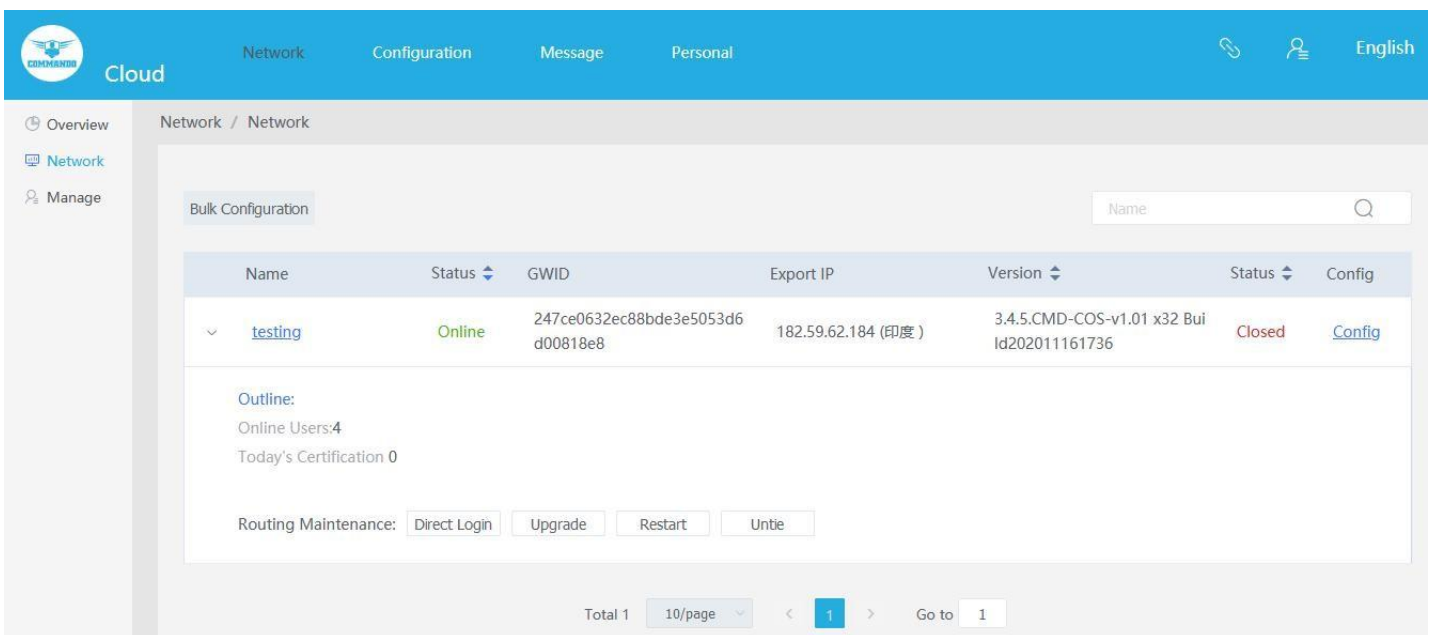 COMMANDO
Cloud
Network Configuration Message Personal English
Overview
Network
Manage
Network / Network
Bulk Configuration
Name
Name Status GWID Export IP Version Status Config
testing Online 247ce0632ec88bde3e5053d6 182.59.62.184 (印度 ) 3.4.5.CMD-COS-v1.01 x32 Bui Closed Config
d00818e8 ld202011161736
Outline:
Online Users:4
Today's Certification 0
Routing Maintenance: Direct Login Upgrade Restart Untie
Total 1 10/page < 1 > Go to 1